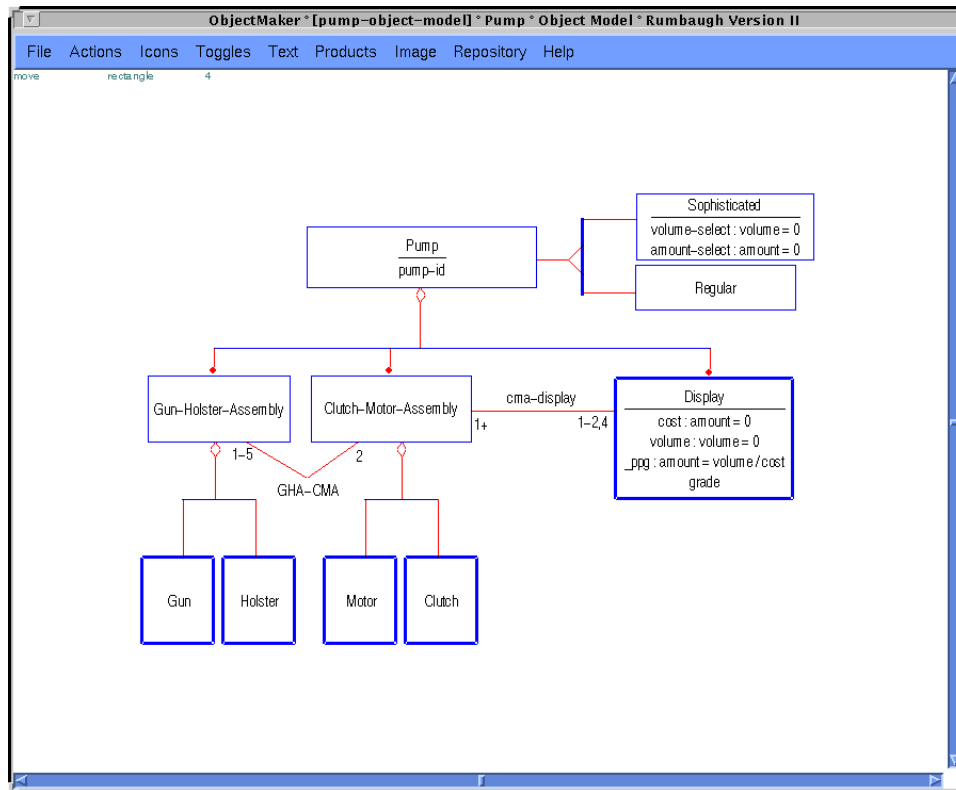 ObjectMaker * [pump-object-model] * Pump * Object Model * Rumbaugh Version II
File Actions Icons Toggles Text Products Image Repository Help
move rectangle 4
Sophisticated
volume-select : volume = 0
amount-select : amount = 0
Pump
pump-id
Regular
Gun-Holster-Assembly
Clutch-Motor-Assembly
cma-display
1+
1-2,4
Display
cost : amount = 0
volume : volume = 0
_ppg : amount = volume/cost
grade
1-5
2
GHA-CMA
Gun
Holster
Motor
Clutch